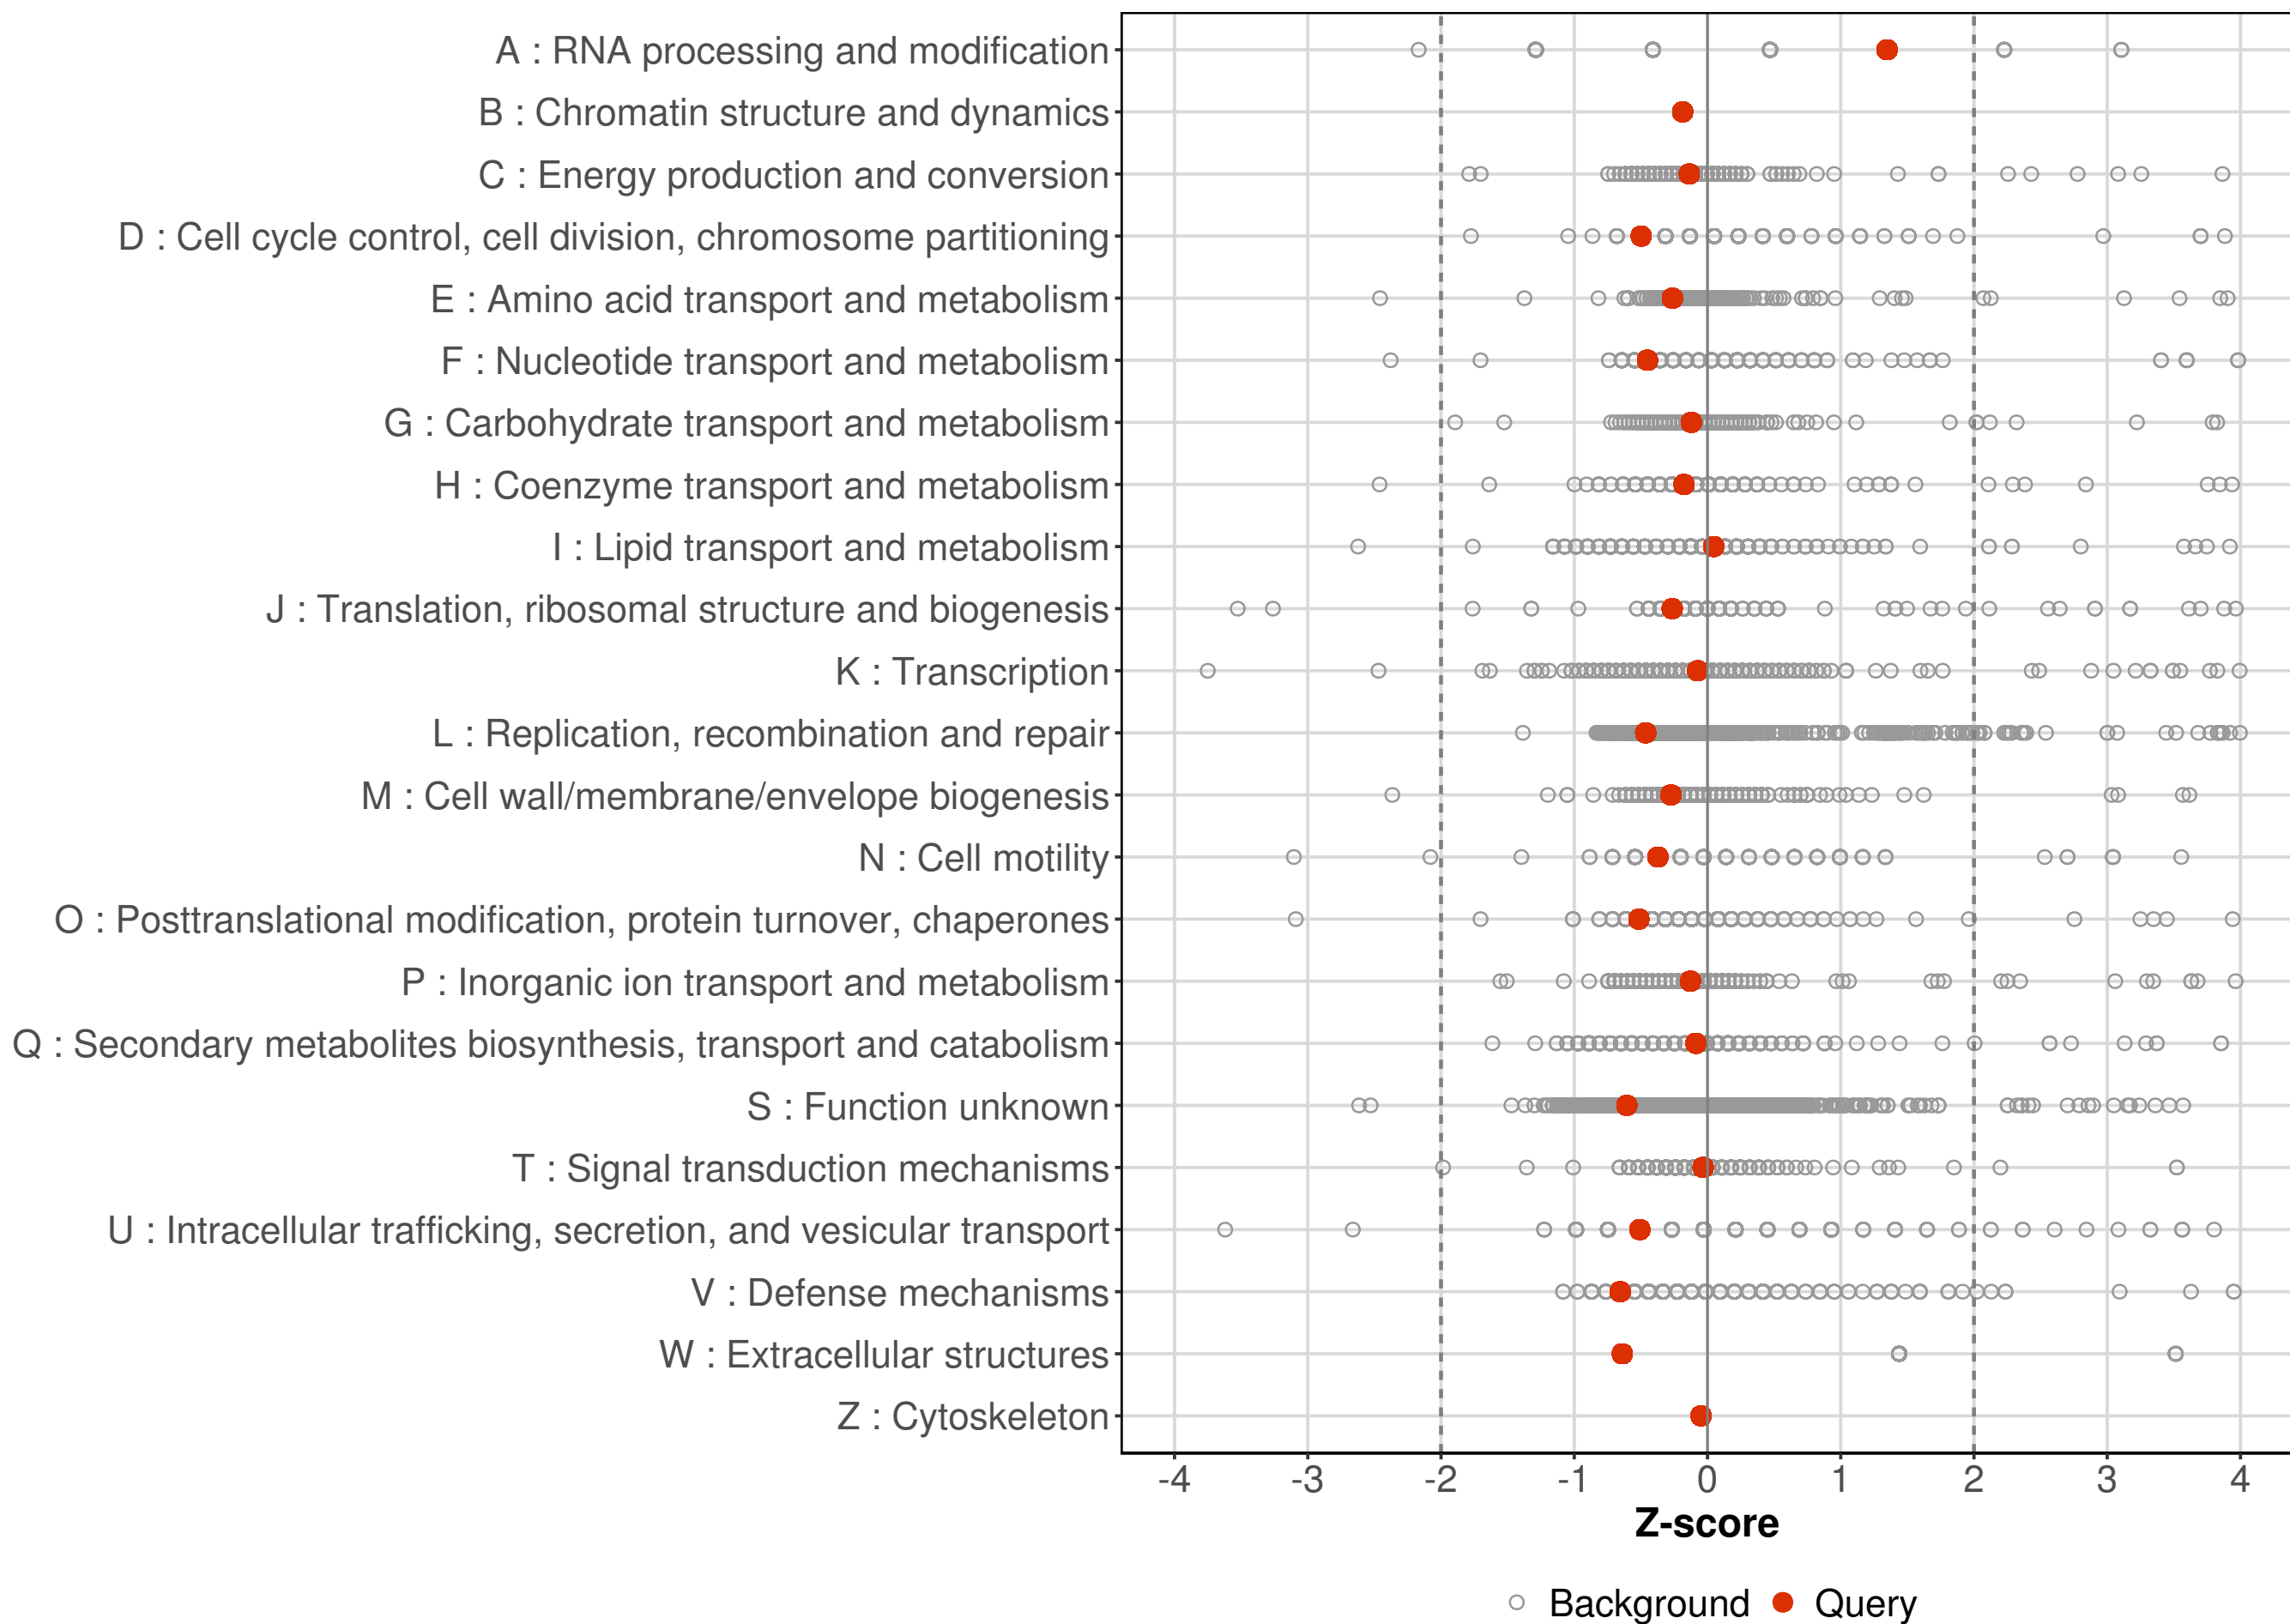 A : RNA processing and modification
B : Chromatin structure and dynamics
C : Energy production and conversion
D : Cell cycle control, cell division, chromosome partitioning
E : Amino acid transport and metabolism
F : Nucleotide transport and metabolism
G : Carbohydrate transport and metabolism
H : Coenzyme transport and metabolism
I : Lipid transport and metabolism
J : Translation, ribosomal structure and biogenesis
K : Transcription
L : Replication, recombination and repair
M : Cell wall/membrane/envelope biogenesis
N : Cell motility
O : Posttranslational modification, protein turnover, chaperones
P : Inorganic ion transport and metabolism
Q : Secondary metabolites biosynthesis, transport and catabolism
S : Function unknown
T : Signal transduction mechanisms
U : Intracellular trafficking, secretion, and vesicular transport
V : Defense mechanisms
W : Extracellular structures
Z : Cytoskeleton
-4 -3 -2 -1 0 1 2 3 4
Z-score
Background Query